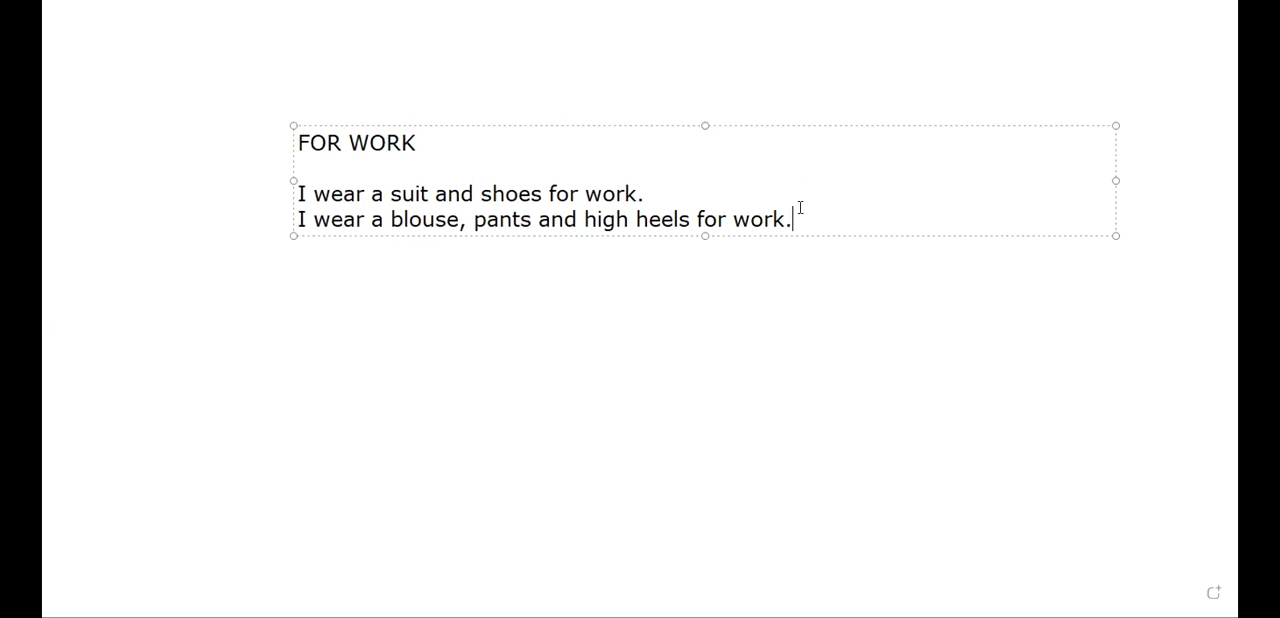 FOR WORK
I wear a suit and shoes for work.
I wear a blouse, pants and high heels for work.